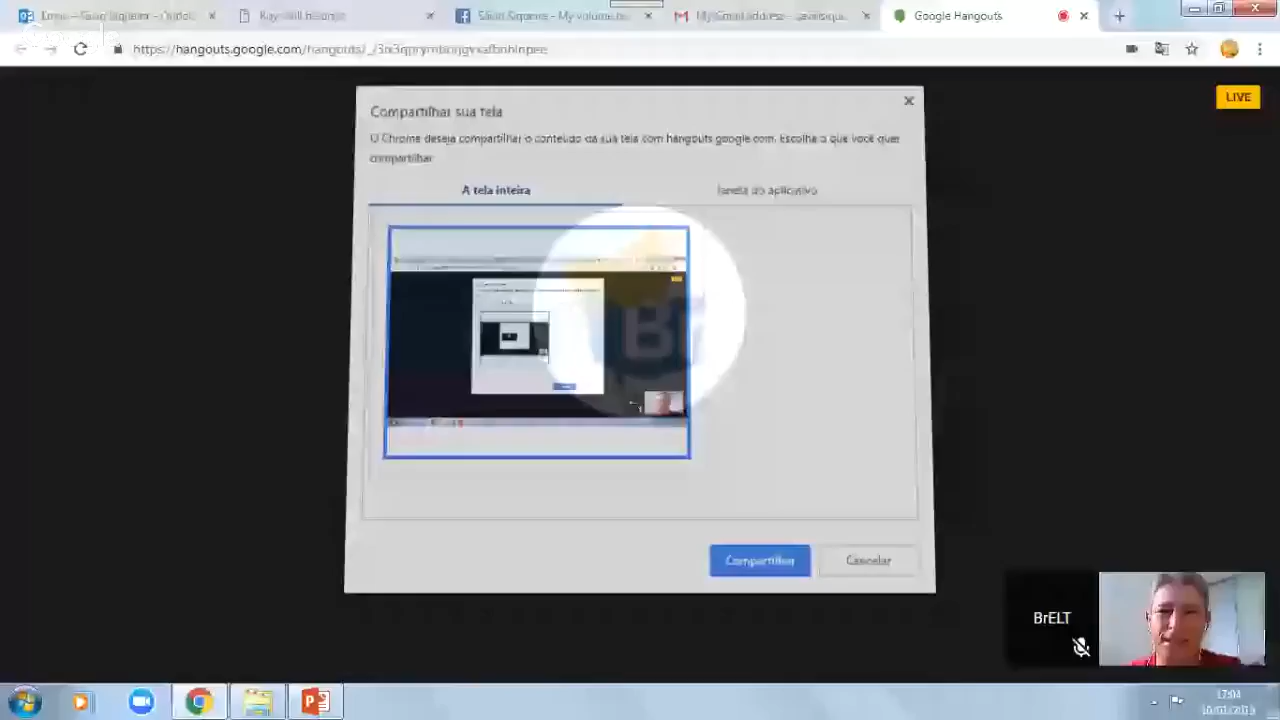 Google Hangouts
https://hangouts.google.com/hangouts/_/
LIVE
Compartilhar sua tela
O Chrome deseja compartilhar o conteúdo da sua tela com hangouts.google.com. Escolha o que você quer
compartilhar.
A tela inteira
Janela do aplicativo
Br
Compartilhar
Cancelar
BrELT
17:04